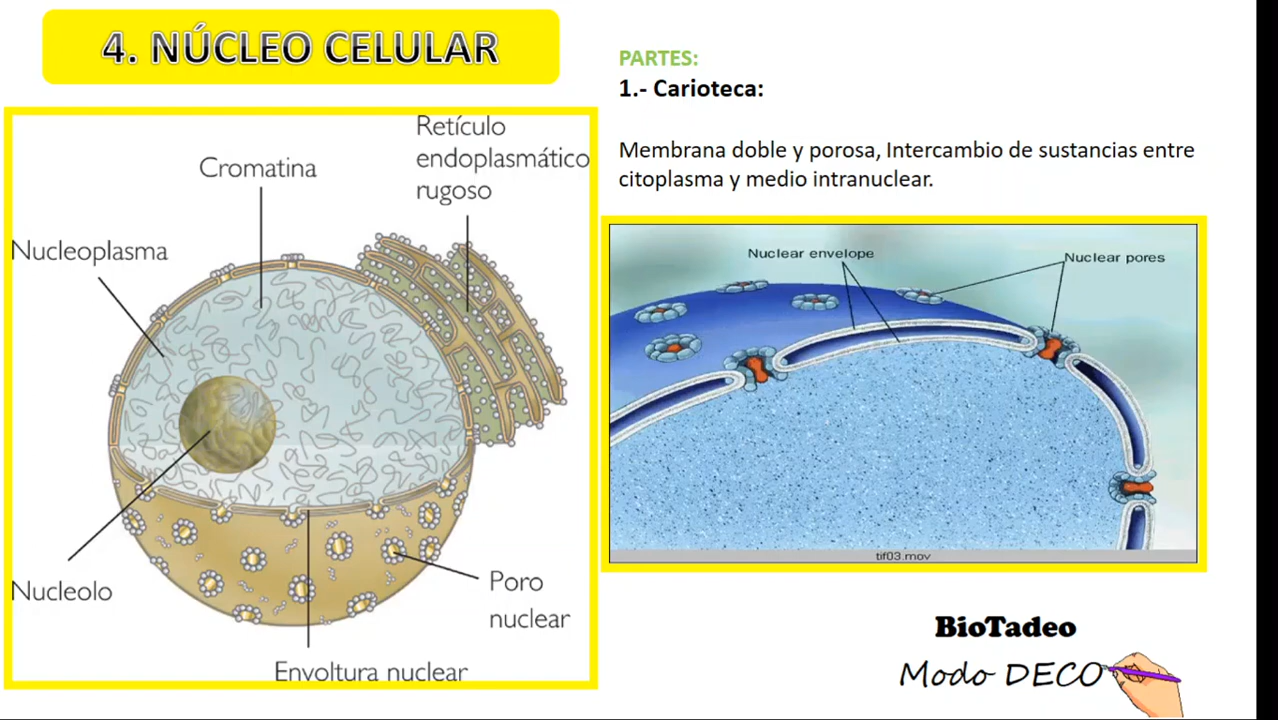 4. NÚCLEO CELULAR
PARTES:
1.- Carioteca:
Membrana doble y porosa, Intercambio de sustancias entre
citoplasma y medio intranuclear.
Retículo
endoplasmático
rugoso
Cromatina
Nucleoplasma
Nucleolo
Poro
nuclear
Envoltura nuclear
Nuclear envelope
Nuclear pores
tif03.mov
BioTadeo
Modo DECO